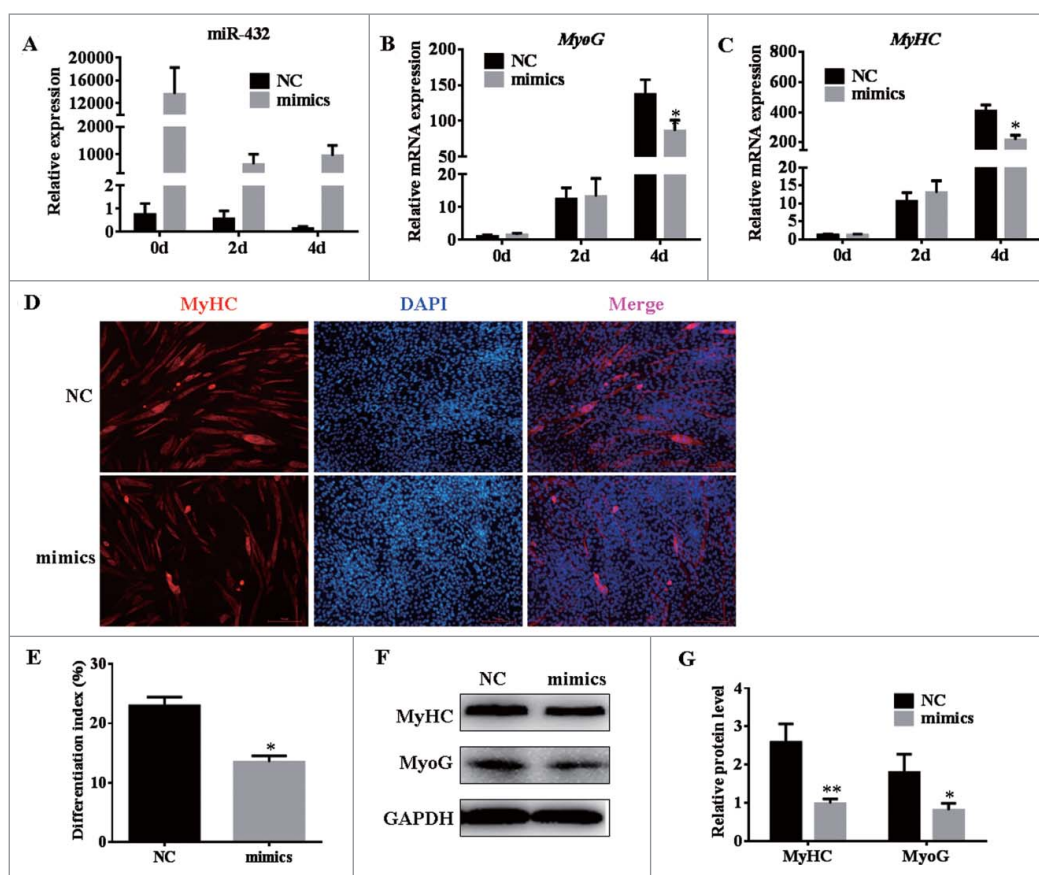 A
miR-432
Relative expression
20000
18000
16000
14000
12000
2000
1000
2
1
0
NC
mimics
0d 2d 4d
B
MyoG
Relative mRNA expression
200
150
100
50
20
15
10
5
0
NC
mimics
*
0d 2d 4d
C
MyHC
Relative mRNA expression
800
600
400
200
20
15
10
5
0
NC
mimics
*
0d 2d 4d
D
MyHC DAPI Merge
NC
mimics
E
Differentiation index (%)
30
20
10
0
*
NC mimics
F
NC mimics
MyHC
MyoG
GAPDH
G
Relative protein level
4
3
2
1
0
NC
mimics
**
*
MyHC MyoG